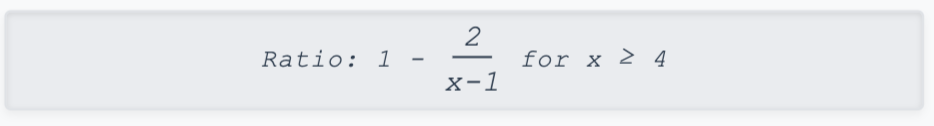 Ratio: 1 - 2/(x-1) for x ≥ 4